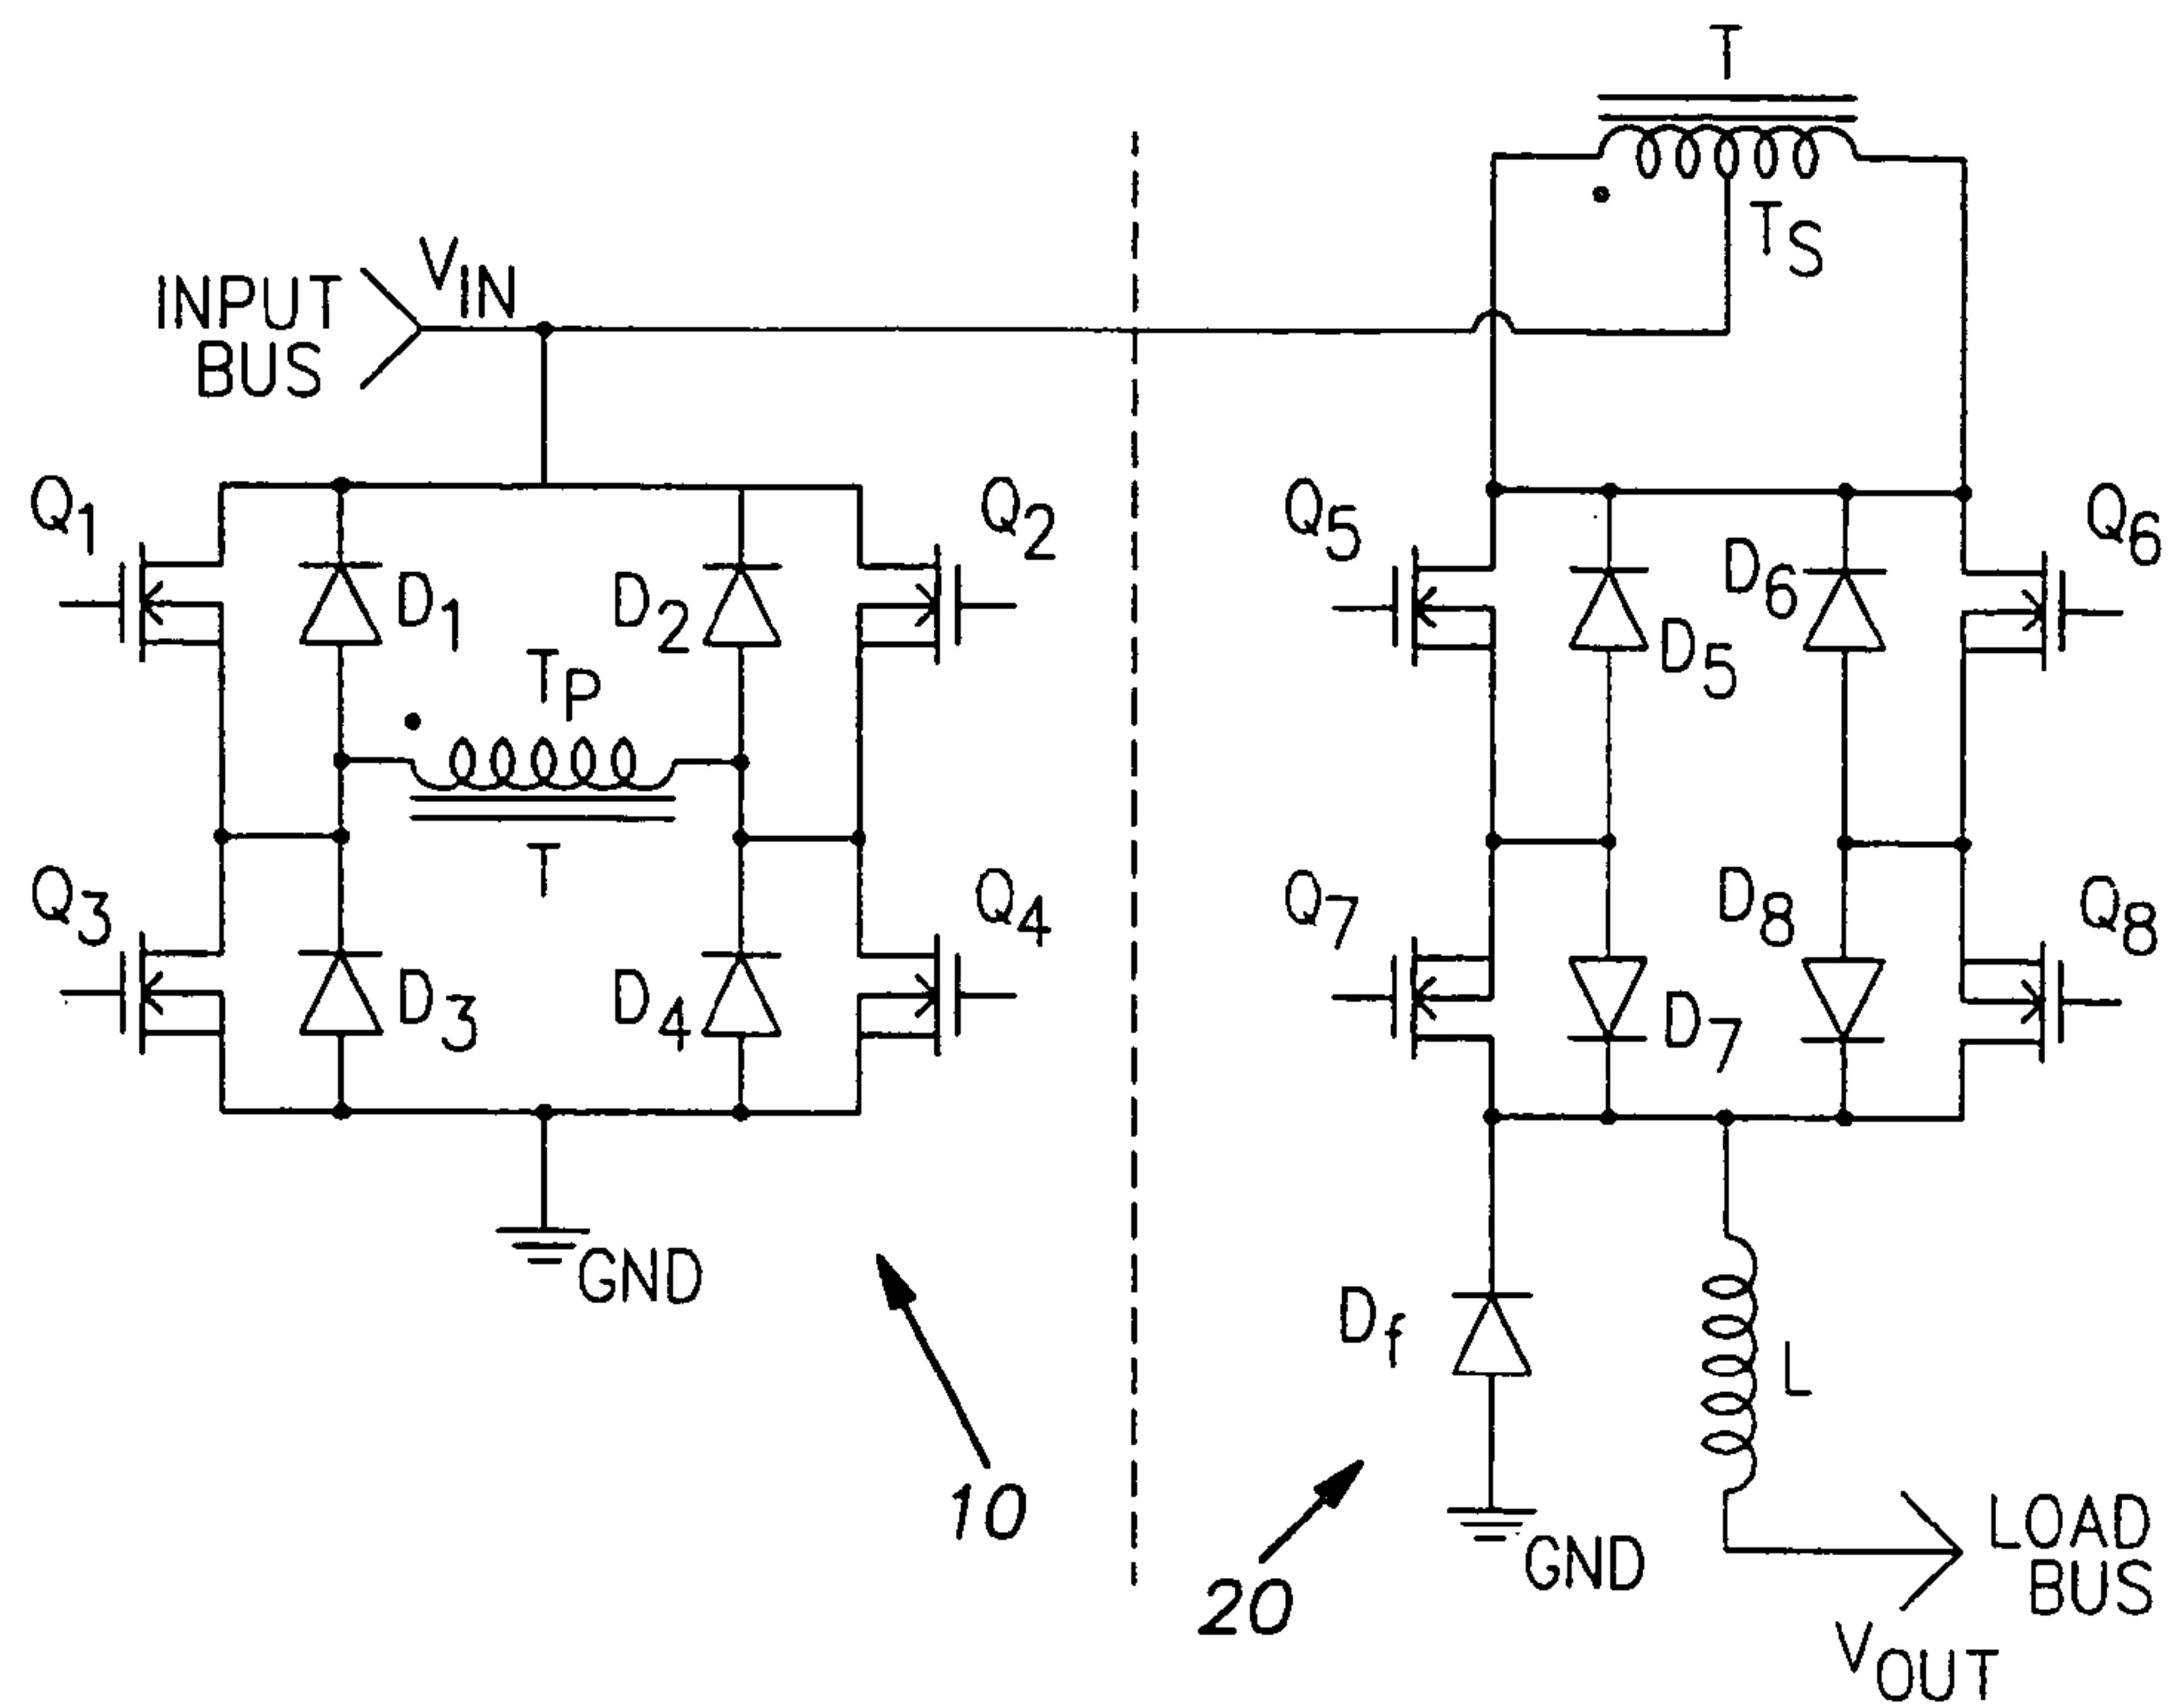 T
T_S
V_IN
INPUT
BUS
Q_1
Q_2
Q_5
Q_6
D_1
D_2
D_6
D_5
T_P
T
Q_3
Q_4
Q_7
D_8
Q_8
D_3
D_4
D_7
GND
D_f
L
10
20
GND
LOAD
BUS
V_OUT